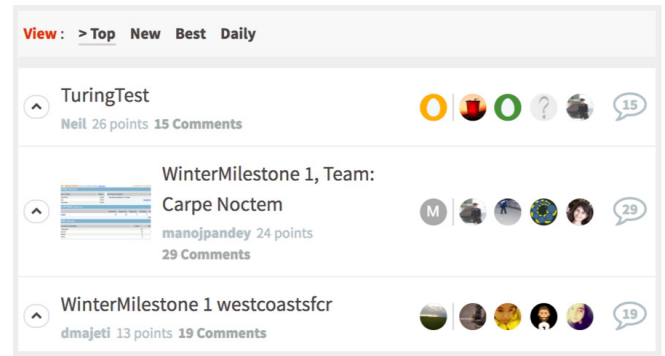 View : > Top New Best Daily
TuringTest
Neil 26 points 15 Comments
?
15
WinterMilestone 1, Team:
Carpe Noctem
manojpandey 24 points
29 Comments
M
29
WinterMilestone 1 westcoastsfcr
dmajeti 13 points 19 Comments
19